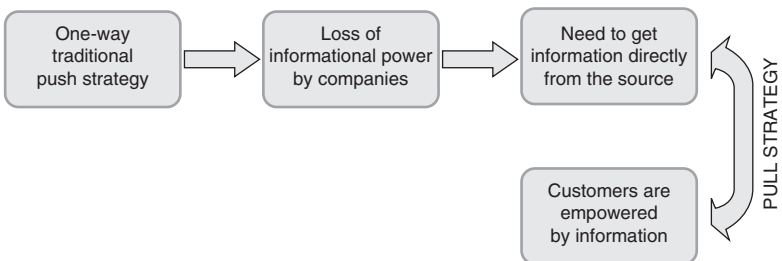 One-way
traditional
push strategy
Loss of
informational power
by companies
Need to get
information directly
from the source
Customers are
empowered
by information
PULL STRATEGY